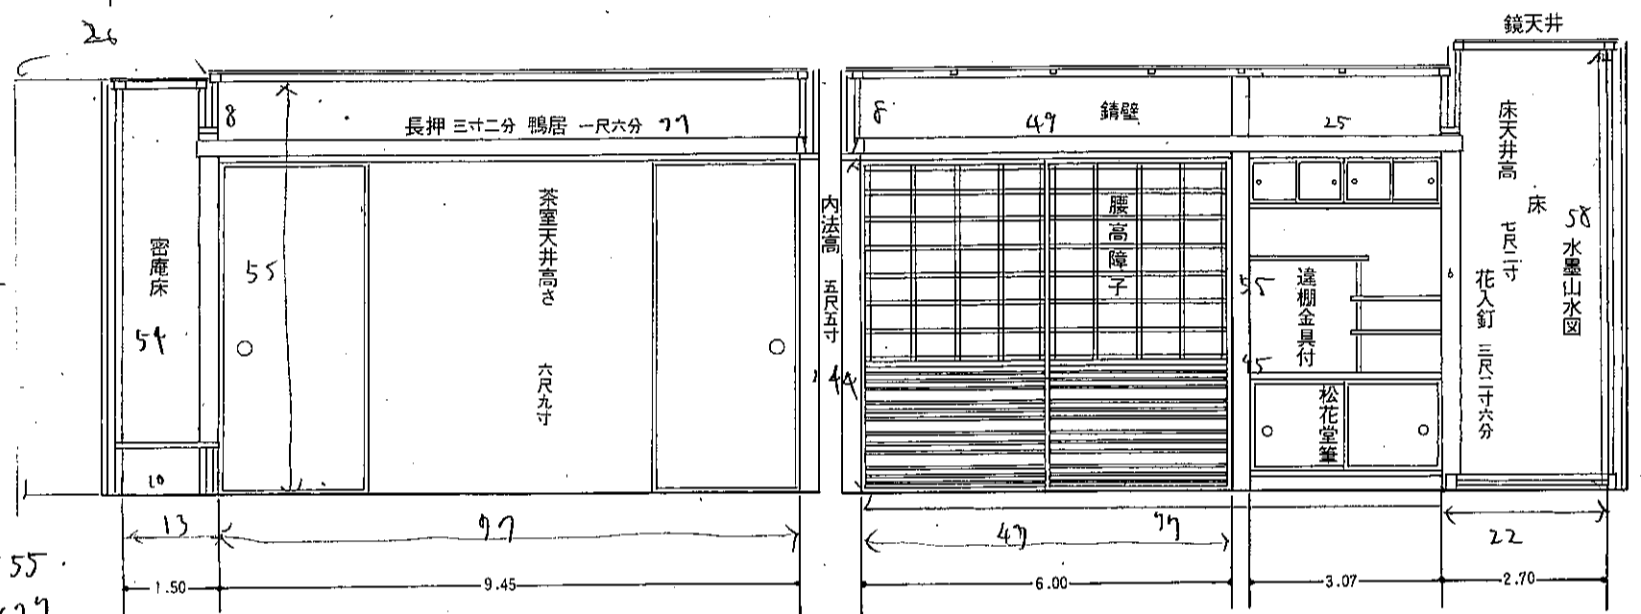 26
鏡天井
8
長押 三寸二分 鴨居 一尺六分 77
8
49
錆壁
25
密庵床
54
10
55
茶室天井高さ 六尺九寸
内法高 五尺五寸
44
腰高障子
55
違棚金具付
45
松花堂筆
床天井高 七尺二寸
床
58
水墨山水図
花入釘 三尺二寸六分
13
77
47
77
22
55
1.50
9.45
6.00
3.07
2.70